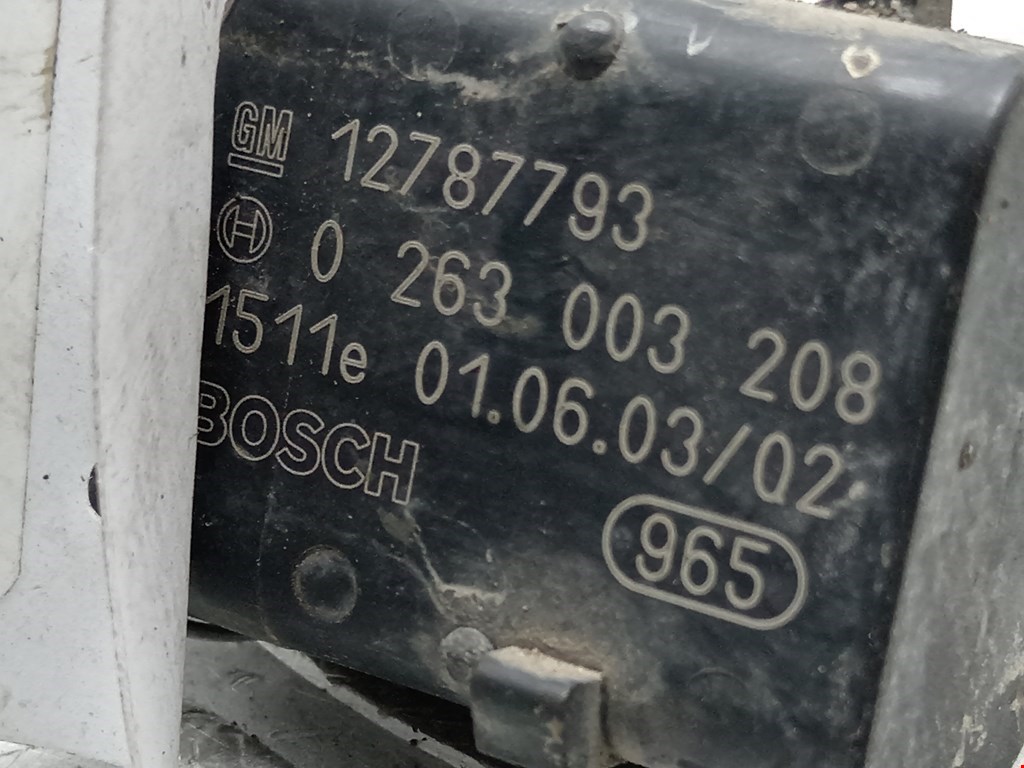 GM 12787793
0 263 003 208
1511e 01.06.03/02
BOSCH
965